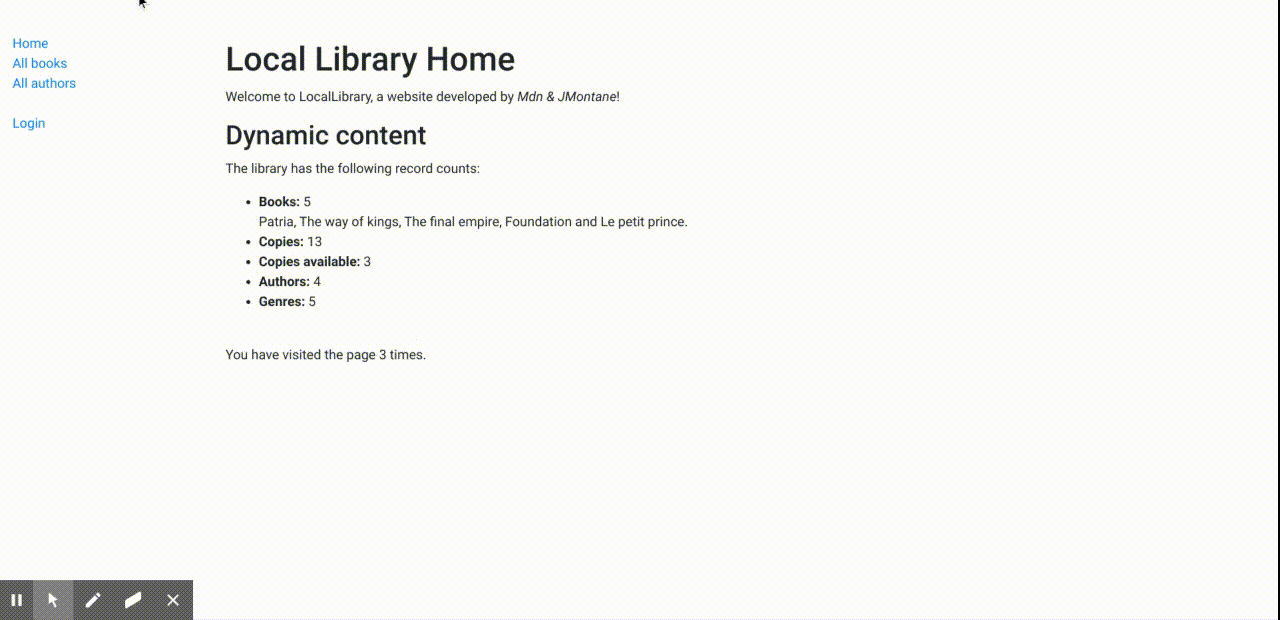 Home
All books
All authors
Login
Local Library Home
Welcome to LocalLibrary, a website developed by Mdn & JMontane!
Dynamic content
The library has the following record counts:
Books: 5
Patria, The way of kings, The final empire, Foundation and Le petit prince.
Copies: 13
Copies available: 3
Authors: 4
Genres: 5
You have visited the page 3 times.